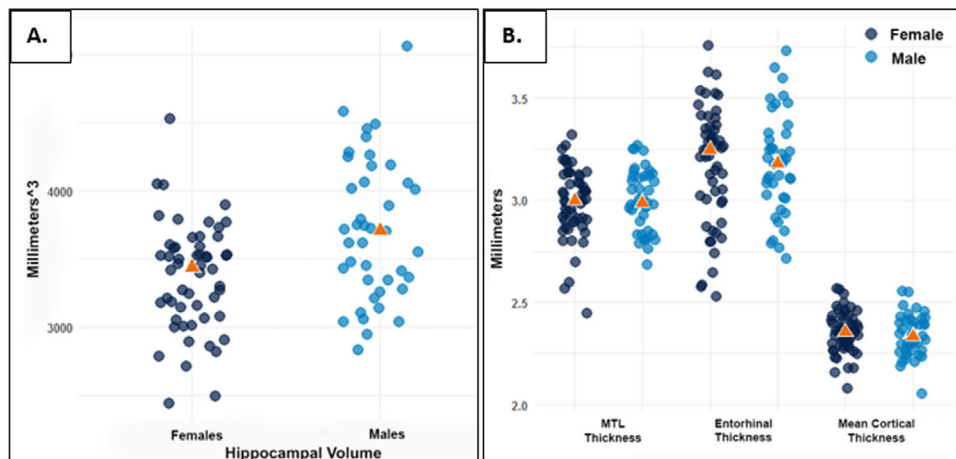 A.
Millimeters^3
4000
3000
Females
Males
Hippocampal Volume
B.
Female
Male
Millimeters
3.5
3.0
2.5
2.0
MTL
Thickness
Entorhinal
Thickness
Mean Cortical
Thickness